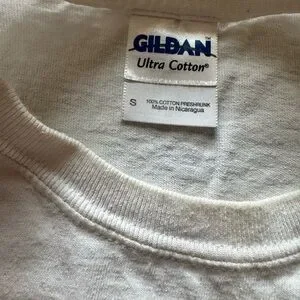 GILDAN
Ultra Cotton®
S 100% COTTON PRESHRUNK
Made in Nicaragua